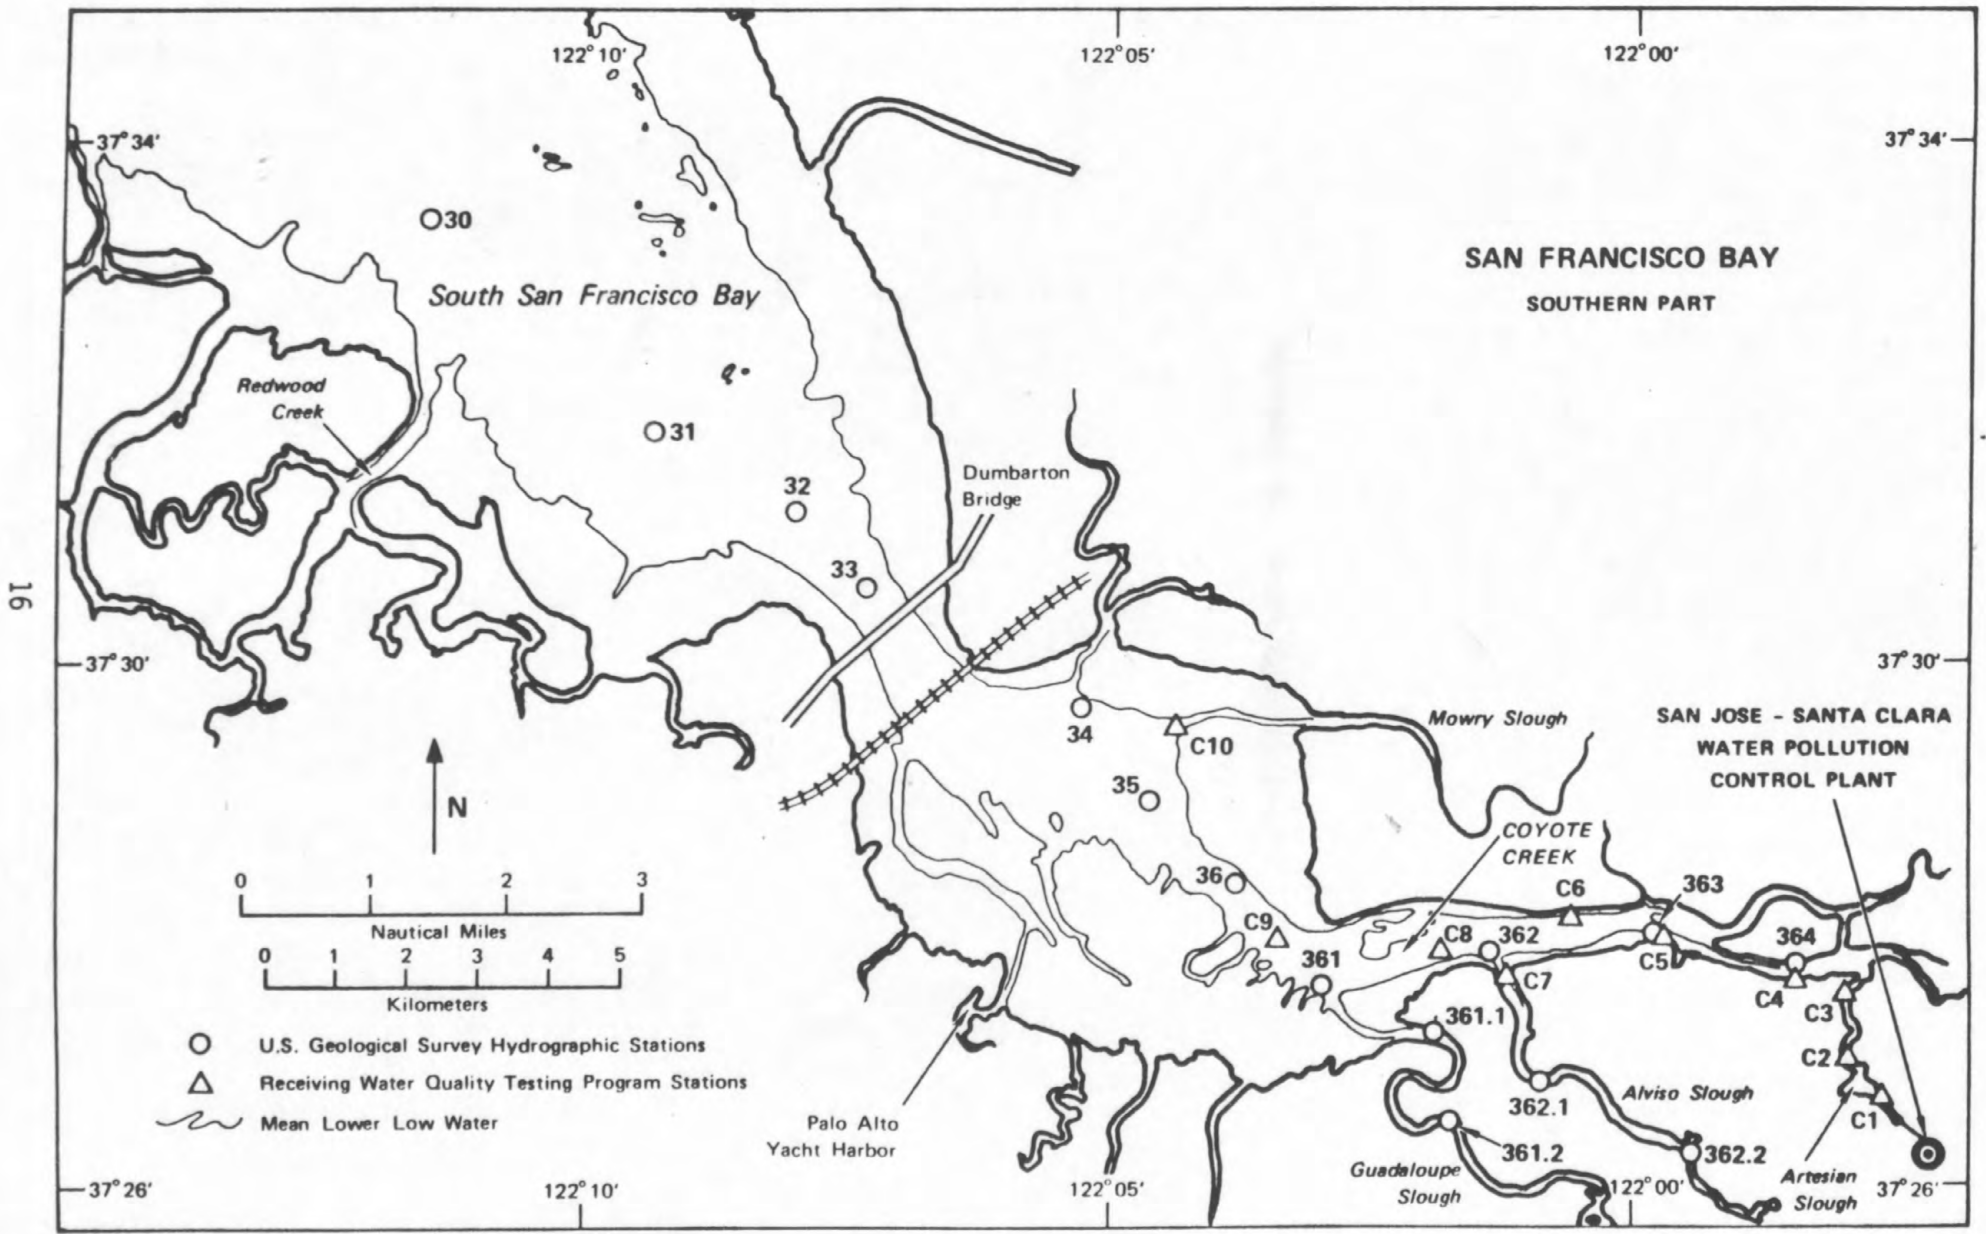 122°10'
122°05'
122°00'
37°34'
37°34'
30
SAN FRANCISCO BAY
SOUTHERN PART
South San Francisco Bay
Redwood
Creek
31
32
Dumbarton
Bridge
33
16
37°30'
37°30'
34
C10
Mowry Slough
SAN JOSE - SANTA CLARA
WATER POLLUTION
CONTROL PLANT
35
N
COYOTE
CREEK
36
C6
363
C9
C8
362
364
361
C5
C7
C4
C3
0 1 2 3
Nautical Miles
0 1 2 3 4 5
Kilometers
361.1
U.S. Geological Survey Hydrographic Stations
C2
Receiving Water Quality Testing Program Stations
362.1
Alviso Slough
C1
Mean Lower Low Water
Palo Alto
Yacht Harbor
361.2
362.2
Guadaloupe
Slough
Artesian
Slough
37°26'
122°10'
122°05'
122°00'
37°26'